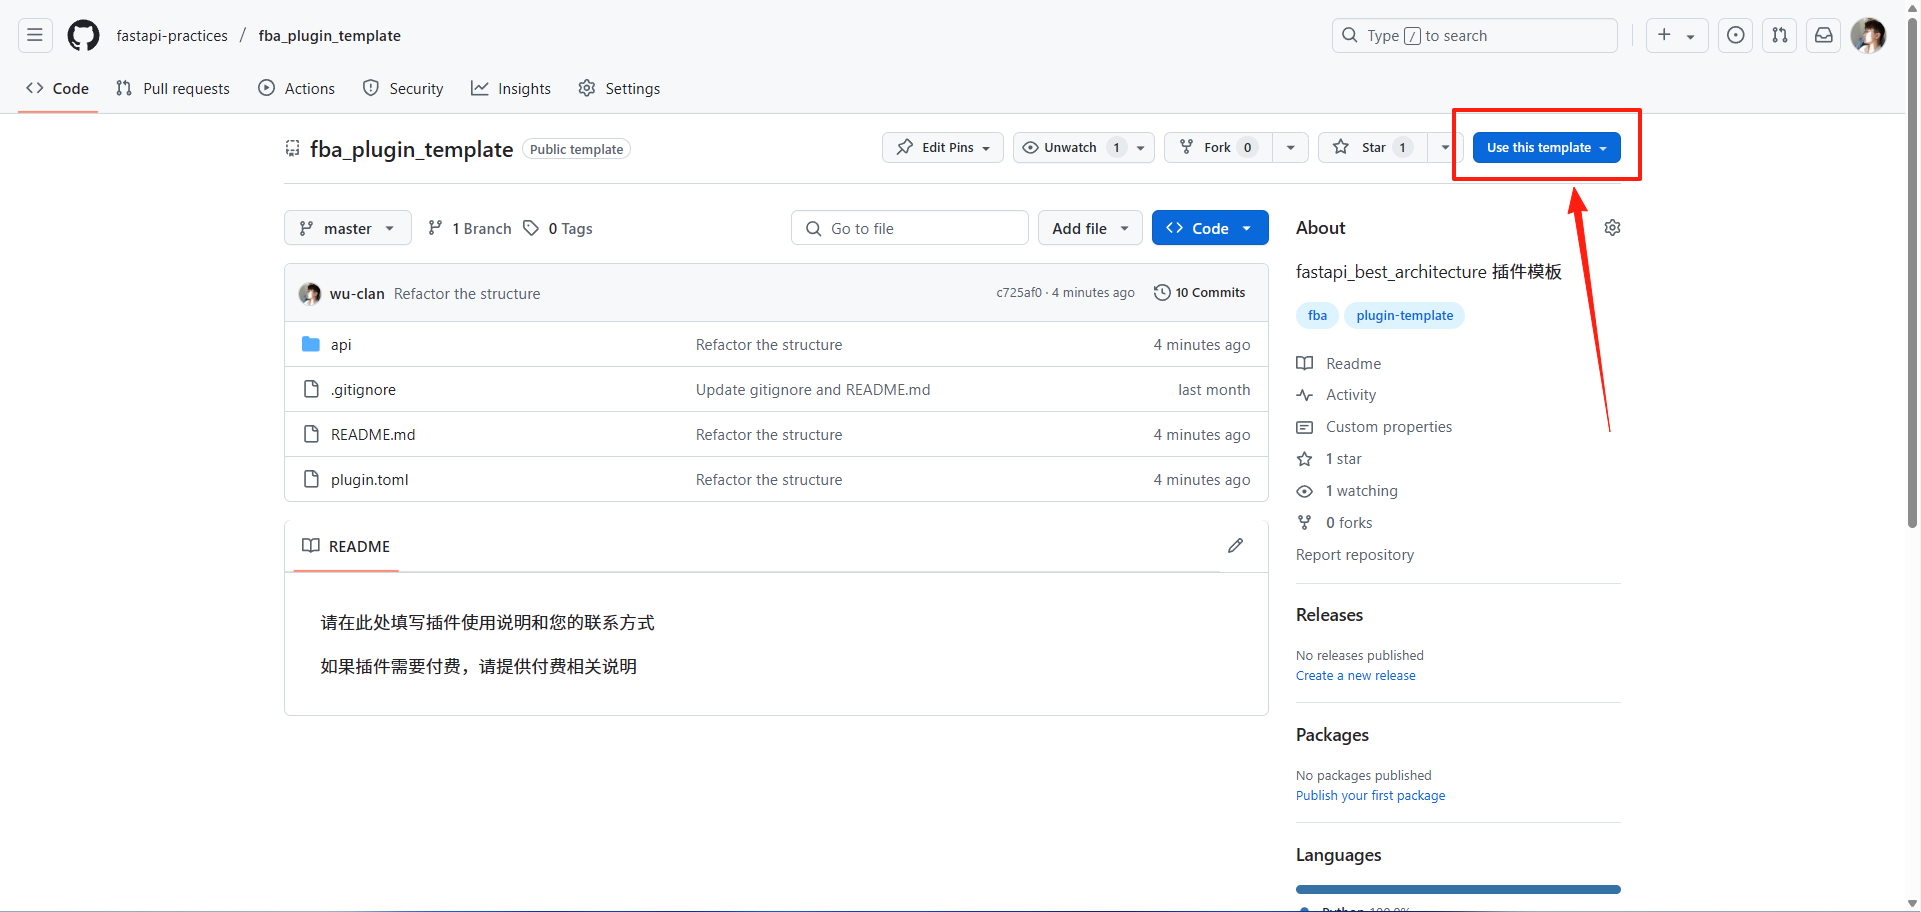 fastapi-practices / fba_plugin_template
Type / to search
Code Pull requests Actions Security Insights Settings
fba_plugin_template Public template
Edit Pins Unwatch 1 Fork 0 Star 1 Use this template
master 1 Branch 0 Tags Go to file Add file Code
wu-clan Refactor the structure c725af0 · 4 minutes ago 10 Commits
api Refactor the structure 4 minutes ago
.gitignore Update gitignore and README.md last month
README.md Refactor the structure 4 minutes ago
plugin.toml Refactor the structure 4 minutes ago
README
请在此处填写插件使用说明和您的联系方式
如果插件需要付费，请提供付费相关说明
About
fastapi_best_architecture 插件模板
fba plugin-template
Readme
Activity
Custom properties
1 star
1 watching
0 forks
Report repository
Releases
No releases published
Create a new release
Packages
No packages published
Publish your first package
Languages
Python 100.0%